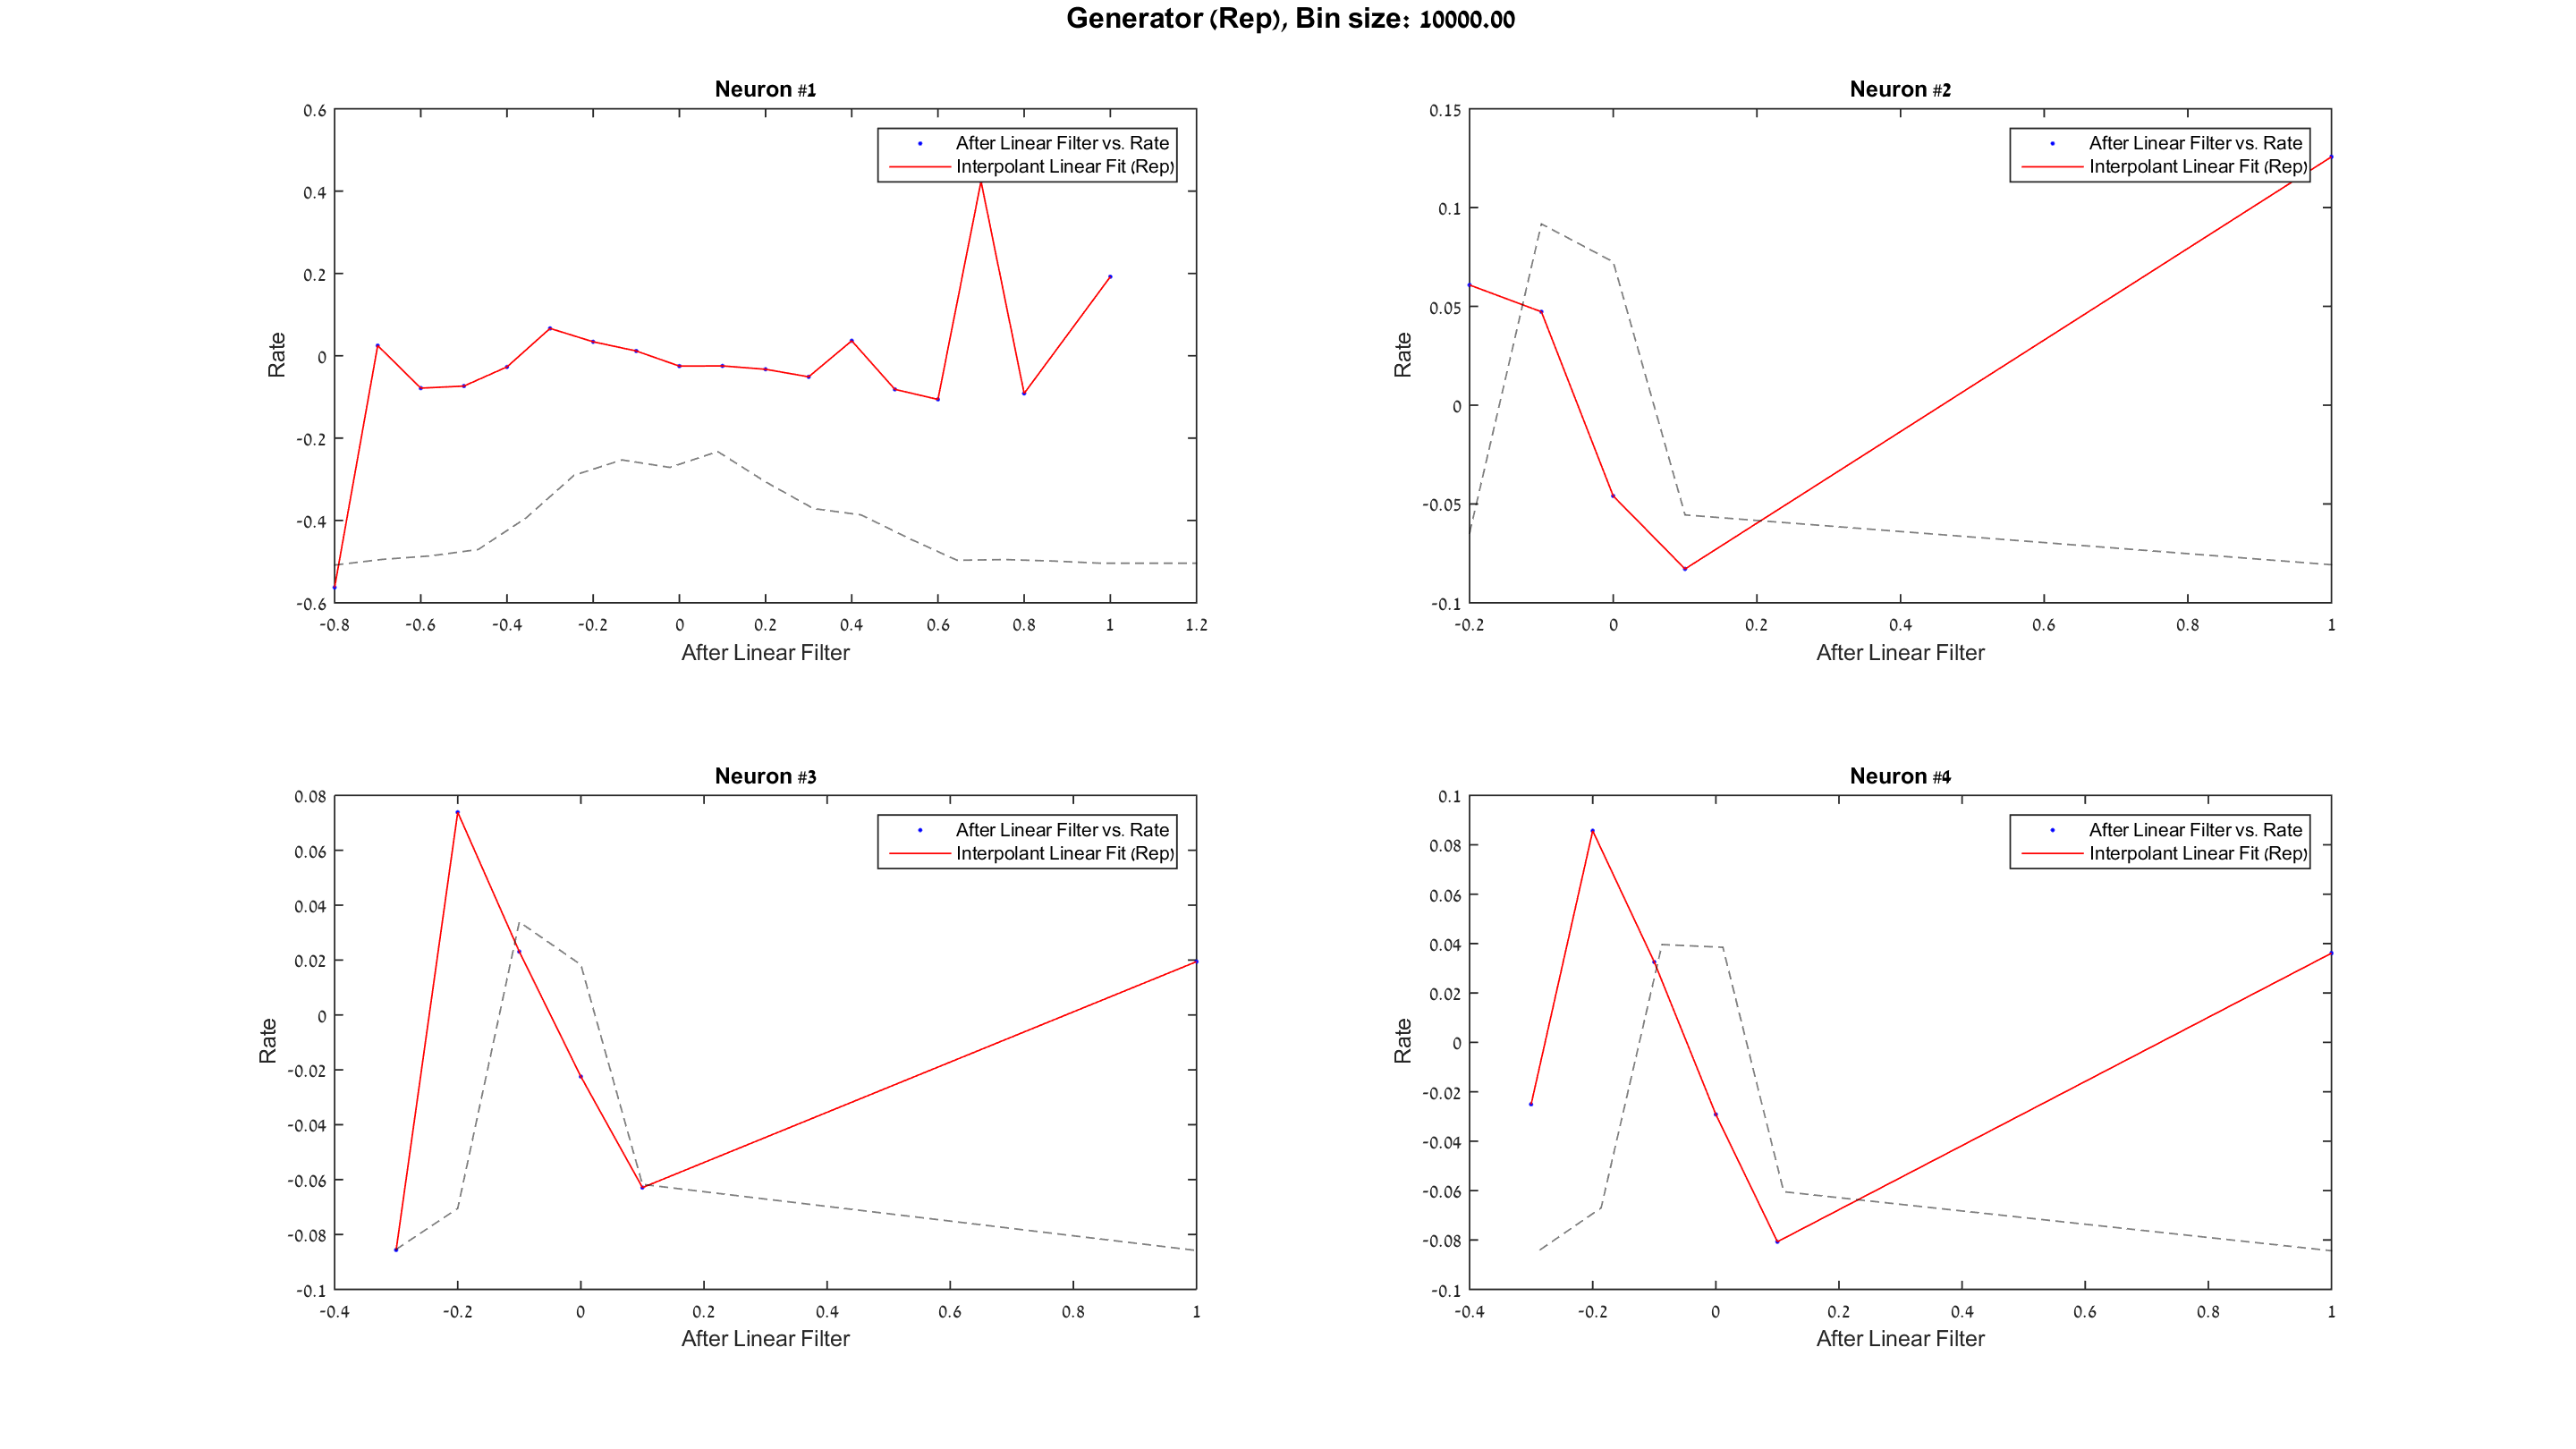 Generator (Rep), Bin size: 10000.00
Neuron #1
0.6
0.4
0.2
0
-0.2
-0.4
-0.6
Rate
After Linear Filter vs. Rate
Interpolant Linear Fit (Rep)
-0.8 -0.6 -0.4 -0.2 0 0.2 0.4 0.6 0.8 1 1.2
After Linear Filter
Neuron #2
0.15
0.1
0.05
0
-0.05
-0.1
Rate
After Linear Filter vs. Rate
Interpolant Linear Fit (Rep)
-0.2 0 0.2 0.4 0.6 0.8 1
After Linear Filter
Neuron #3
0.08
0.06
0.04
0.02
0
-0.02
-0.04
-0.06
-0.08
-0.1
Rate
After Linear Filter vs. Rate
Interpolant Linear Fit (Rep)
-0.4 -0.2 0 0.2 0.4 0.6 0.8 1
After Linear Filter
Neuron #4
0.1
0.08
0.06
0.04
0.02
0
-0.02
-0.04
-0.06
-0.08
-0.1
Rate
After Linear Filter vs. Rate
Interpolant Linear Fit (Rep)
-0.4 -0.2 0 0.2 0.4 0.6 0.8 1
After Linear Filter